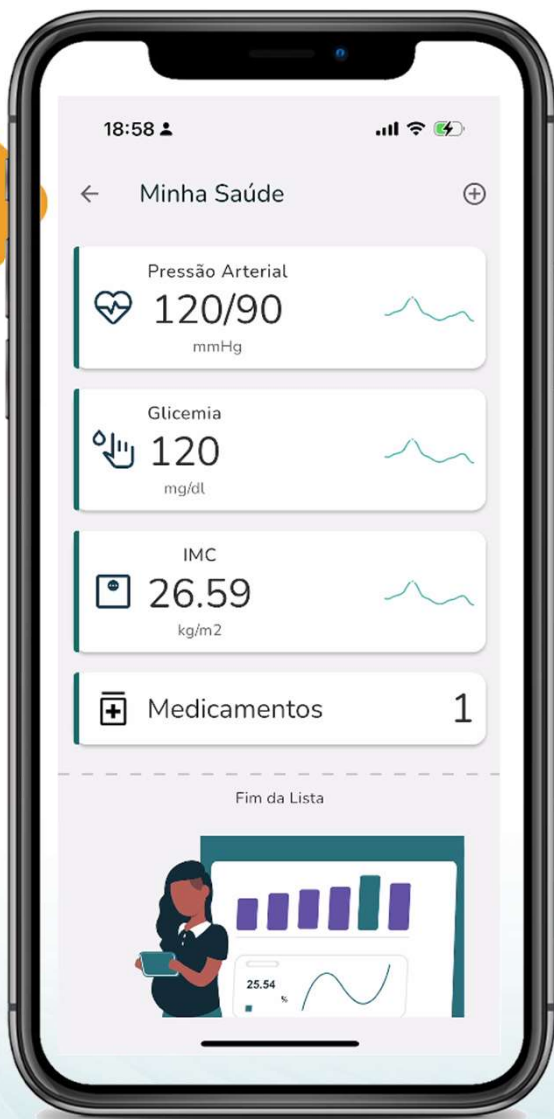 18:58
Minha Saúde
Pressão Arterial
120/90
mmHg
Glicemia
120
mg/dl
IMC
26.59
kg/m2
Medicamentos 1
Fim da Lista
25.54
%